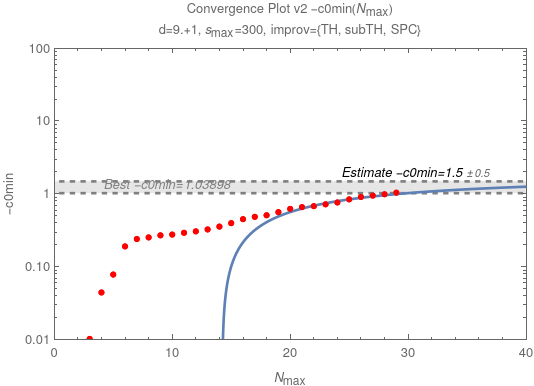 Convergence Plot v2 −c0min(Nmax)
d=9.+1, smax=300, improv={TH, subTH, SPC}
100
10
1
0.10
0.01
−c0min
Estimate −c0min=1.5 ±0.5
Best −c0min=1.03898
0
10
20
30
40
Nmax